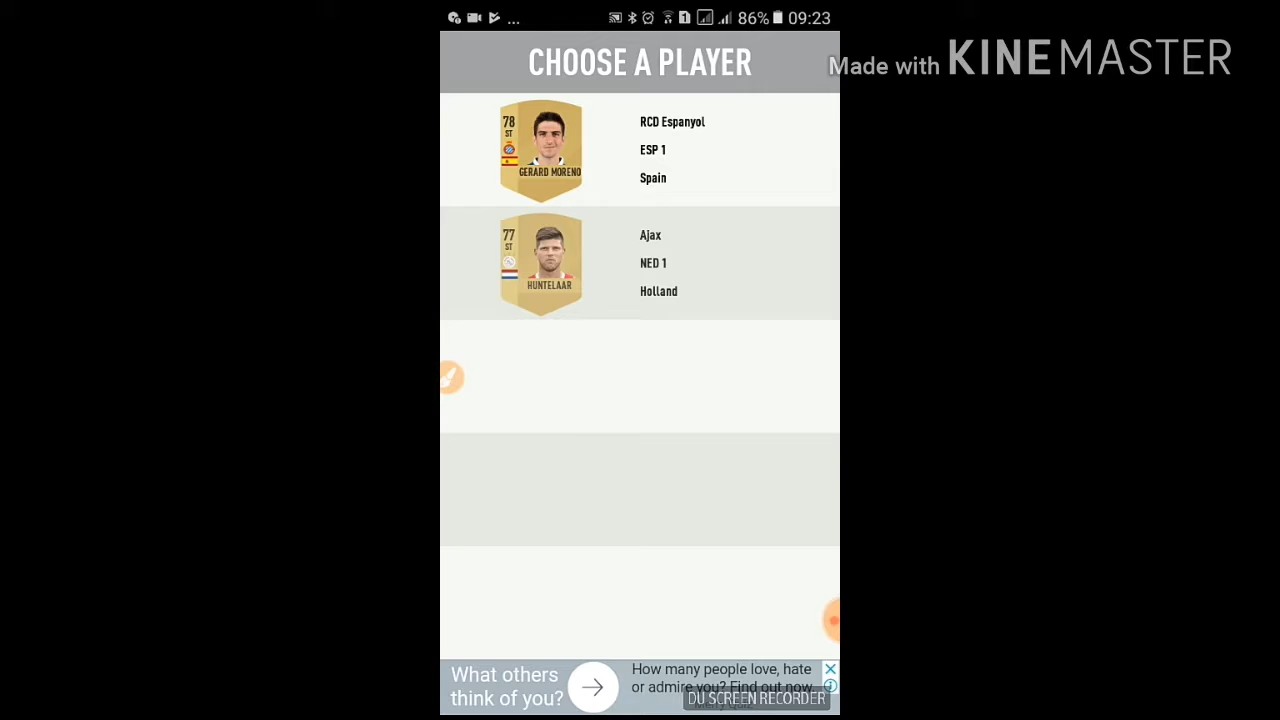 ... 1 86% 09:23
CHOOSE A PLAYER
Made with KINEMASTER
78
ST
GERARD MORENO
RCD Espanyol
ESP 1
Spain
77
ST
HUNTELAAR
Ajax
NED 1
Holland
What others
think of you?
How many people love, hate
or admire you? Find out now.
DU SCREEN RECORDER